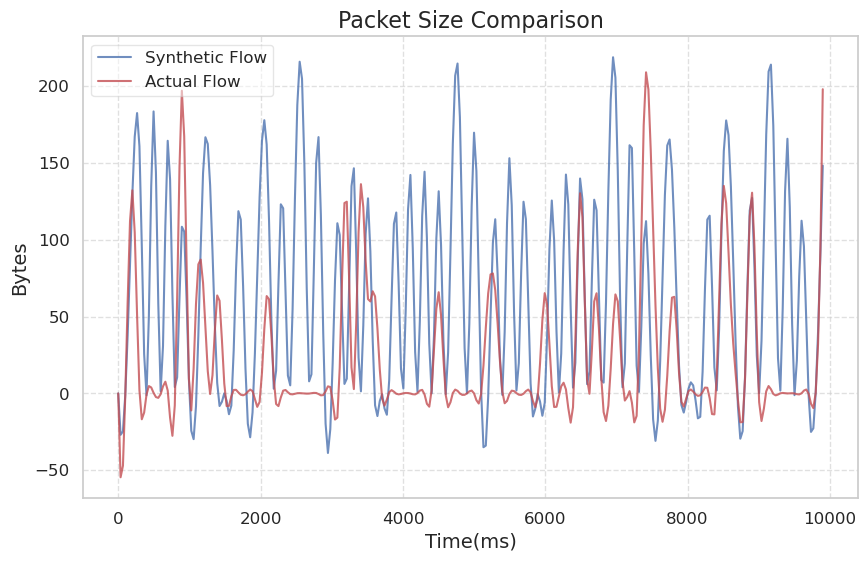 Packet Size Comparison
Synthetic Flow
Actual Flow
200
150
100
50
0
−50
Bytes
0 2000 4000 6000 8000 10000
Time(ms)